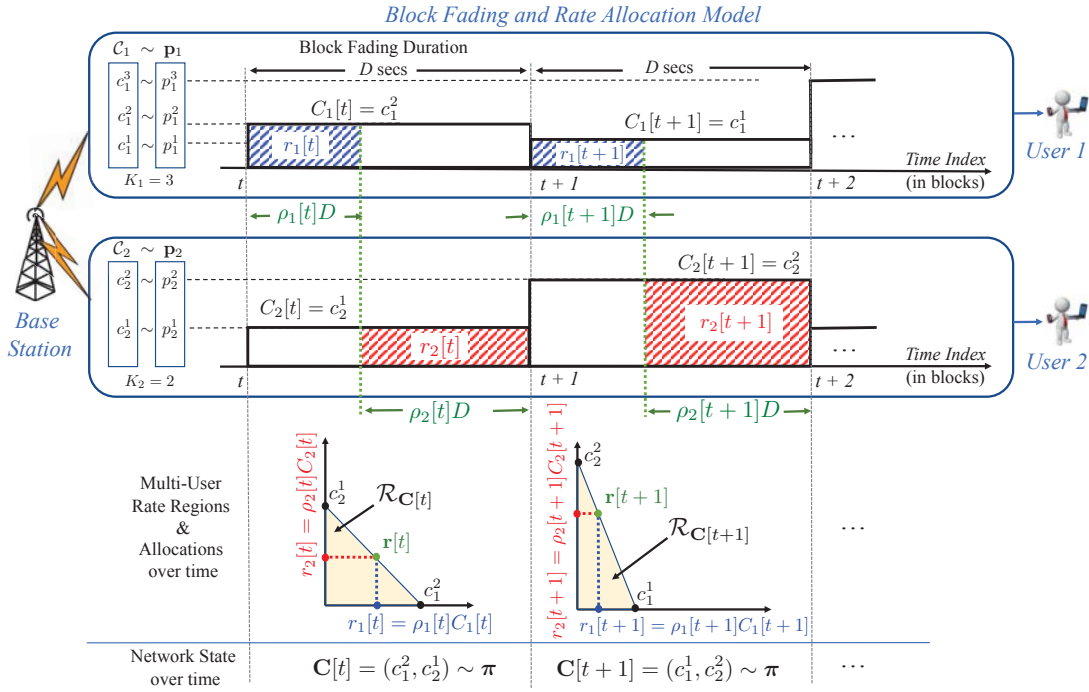 Block Fading and Rate Allocation Model
𝒞₁ ∼ p₁
Block Fading Duration
D secs
D secs
c₁³ ∼ p₁³
c₁² ∼ p₁²
c₁¹ ∼ p₁¹
K₁ = 3
C₁[t] = c₁²
C₁[t + 1] = c₁¹
r₁[t]
r₁[t + 1]
...
User 1
Time Index
(in blocks)
t
t + 1
t + 2
ρ₁[t]D
ρ₁[t + 1]D
𝒞₂ ∼ p₂
c₂² ∼ p₂²
c₂¹ ∼ p₂¹
K₂ = 2
C₂[t] = c₂¹
C₂[t + 1] = c₂²
r₂[t]
r₂[t + 1]
...
Base
Station
User 2
Time Index
(in blocks)
t
t + 1
t + 2
ρ₂[t]D
ρ₂[t + 1]D
Multi-User
Rate Regions
&
Allocations
over time
r₂[t] = ρ₂[t]C₂[t]
c₂¹
ℛ_C[t]
r[t]
c₁²
r₁[t] = ρ₁[t]C₁[t]
r₂[t + 1] = ρ₂[t + 1]C₂[t + 1]
c₂²
r[t + 1]
ℛ_C[t+1]
c₁¹
r₁[t + 1] = ρ₁[t + 1]C₁[t + 1]
...
Network State
over time
C[t] = (c₁², c₂¹) ∼ π
C[t + 1] = (c₁¹, c₂²) ∼ π
...